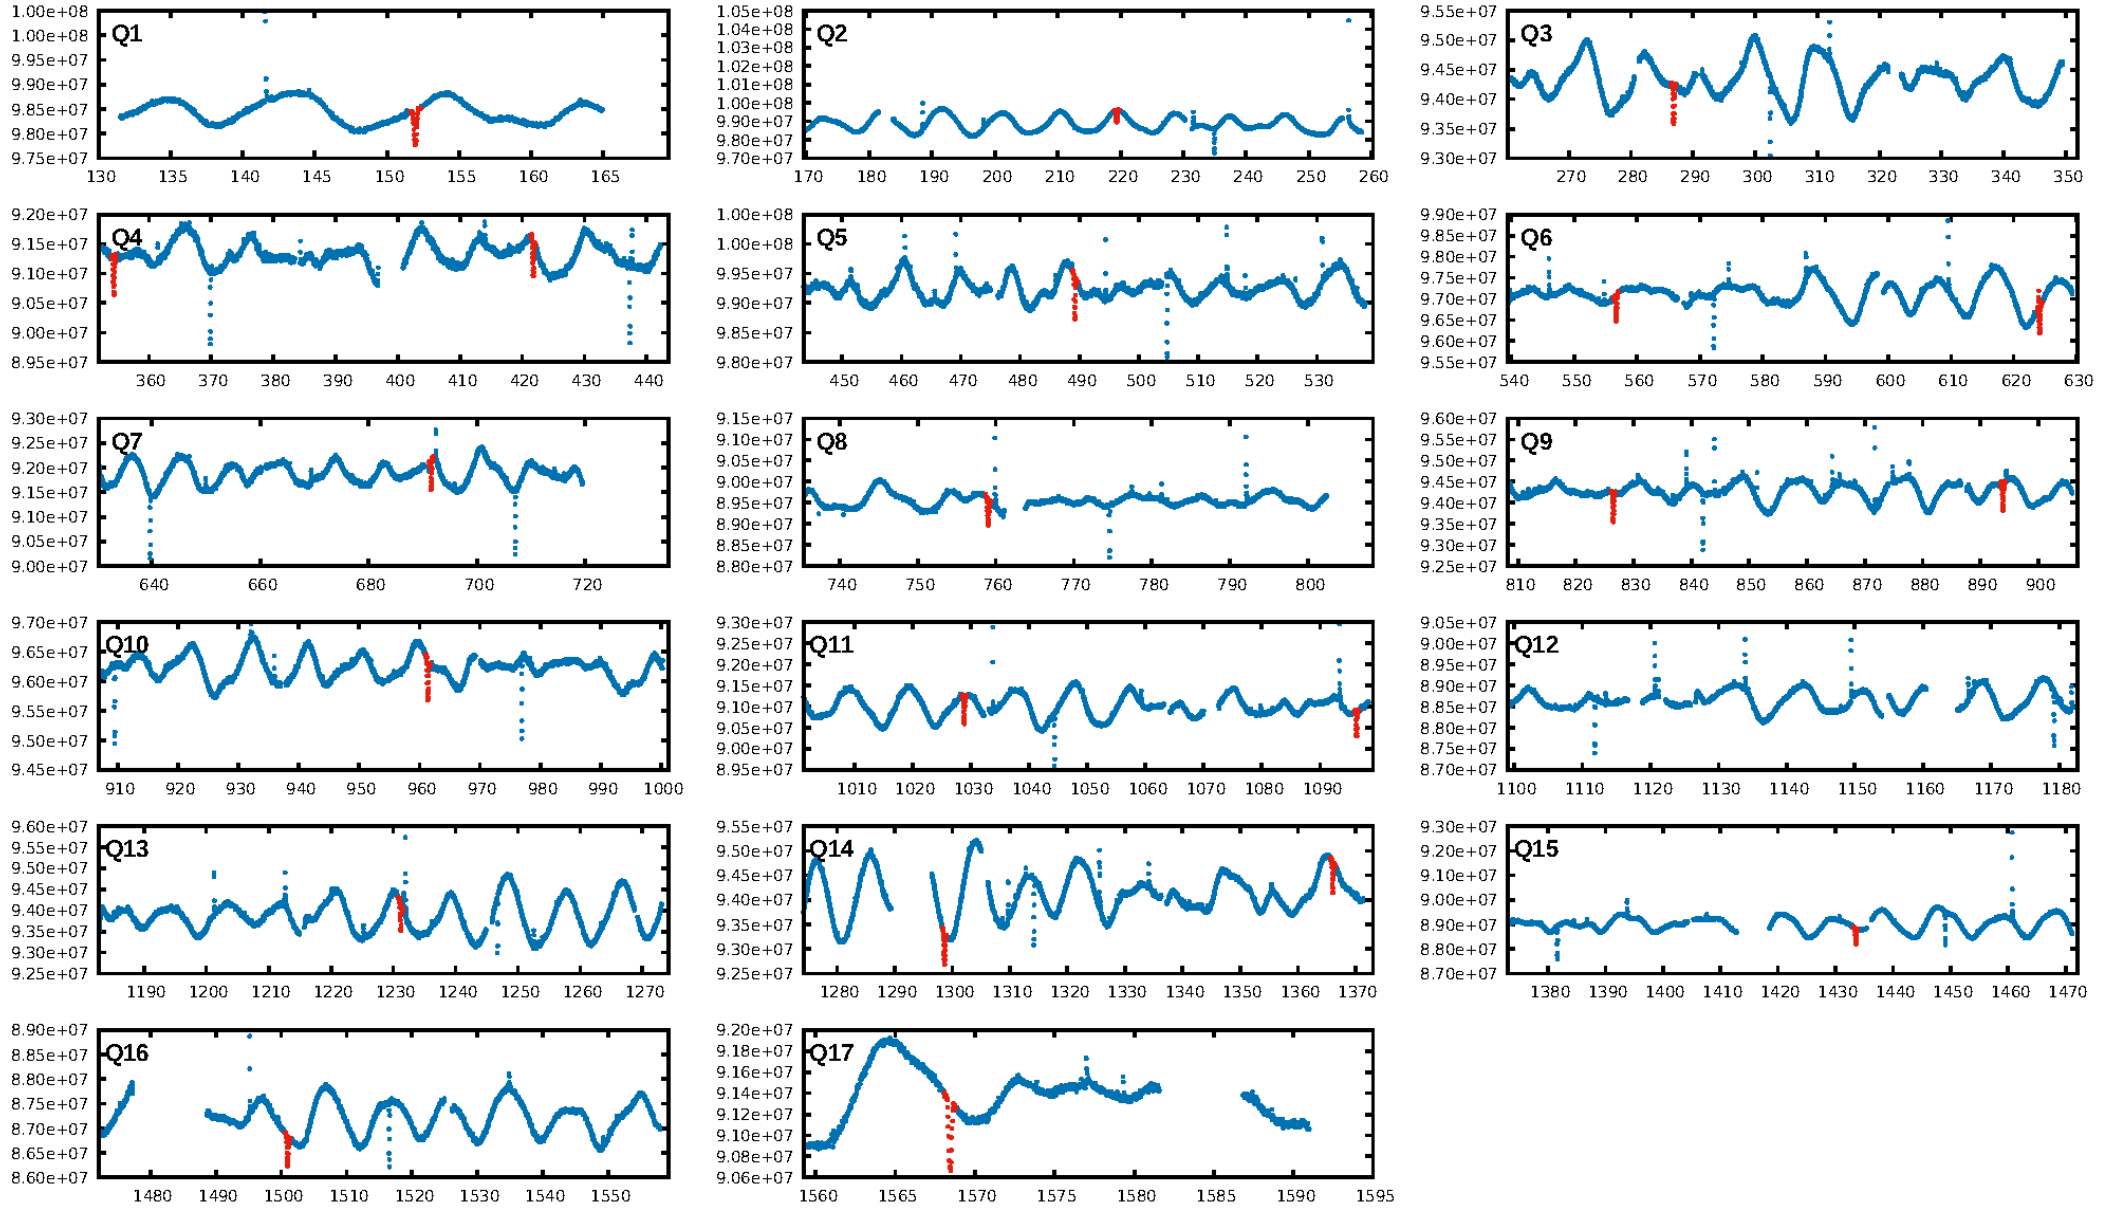 1.00e+08
1.00e+08
9.95e+07
9.90e+07
9.85e+07
9.80e+07
9.75e+07
Q1
130 135 140 145 150 155 160 165
1.05e+08
1.04e+08
1.03e+08
1.02e+08
1.01e+08
1.00e+08
9.90e+07
9.80e+07
9.70e+07
Q2
170 180 190 200 210 220 230 240 250 260
9.55e+07
9.50e+07
9.45e+07
9.40e+07
9.35e+07
9.30e+07
Q3
270 280 290 300 310 320 330 340 350
9.20e+07
9.15e+07
9.10e+07
9.05e+07
9.00e+07
8.95e+07
Q4
360 370 380 390 400 410 420 430 440
1.00e+08
1.00e+08
9.95e+07
9.90e+07
9.85e+07
9.80e+07
Q5
450 460 470 480 490 500 510 520 530
9.90e+07
9.85e+07
9.80e+07
9.75e+07
9.70e+07
9.65e+07
9.60e+07
9.55e+07
Q6
540 550 560 570 580 590 600 610 620 630
9.30e+07
9.25e+07
9.20e+07
9.15e+07
9.10e+07
9.05e+07
9.00e+07
Q7
640 660 680 700 720
9.15e+07
9.10e+07
9.05e+07
9.00e+07
8.95e+07
8.90e+07
8.85e+07
8.80e+07
Q8
740 750 760 770 780 790 800
9.60e+07
9.55e+07
9.50e+07
9.45e+07
9.40e+07
9.35e+07
9.30e+07
9.25e+07
Q9
810 820 830 840 850 860 870 880 890 900
9.70e+07
9.65e+07
9.60e+07
9.55e+07
9.50e+07
9.45e+07
Q10
910 920 930 940 950 960 970 980 990 1000
9.30e+07
9.25e+07
9.20e+07
9.15e+07
9.10e+07
9.05e+07
9.00e+07
8.95e+07
Q11
1010 1020 1030 1040 1050 1060 1070 1080 1090
9.05e+07
9.00e+07
8.95e+07
8.90e+07
8.85e+07
8.80e+07
8.75e+07
8.70e+07
Q12
1100 1110 1120 1130 1140 1150 1160 1170 1180
9.60e+07
9.55e+07
9.50e+07
9.45e+07
9.40e+07
9.35e+07
9.30e+07
9.25e+07
Q13
1190 1200 1210 1220 1230 1240 1250 1260 1270
9.55e+07
9.50e+07
9.45e+07
9.40e+07
9.35e+07
9.30e+07
9.25e+07
Q14
1280 1290 1300 1310 1320 1330 1340 1350 1360 1370
9.30e+07
9.20e+07
9.10e+07
9.00e+07
8.90e+07
8.80e+07
8.70e+07
Q15
1380 1390 1400 1410 1420 1430 1440 1450 1460 1470
8.90e+07
8.85e+07
8.80e+07
8.75e+07
8.70e+07
8.65e+07
8.60e+07
Q16
1480 1490 1500 1510 1520 1530 1540 1550
9.20e+07
9.18e+07
9.16e+07
9.14e+07
9.12e+07
9.10e+07
9.08e+07
9.06e+07
Q17
1560 1565 1570 1575 1580 1585 1590 1595